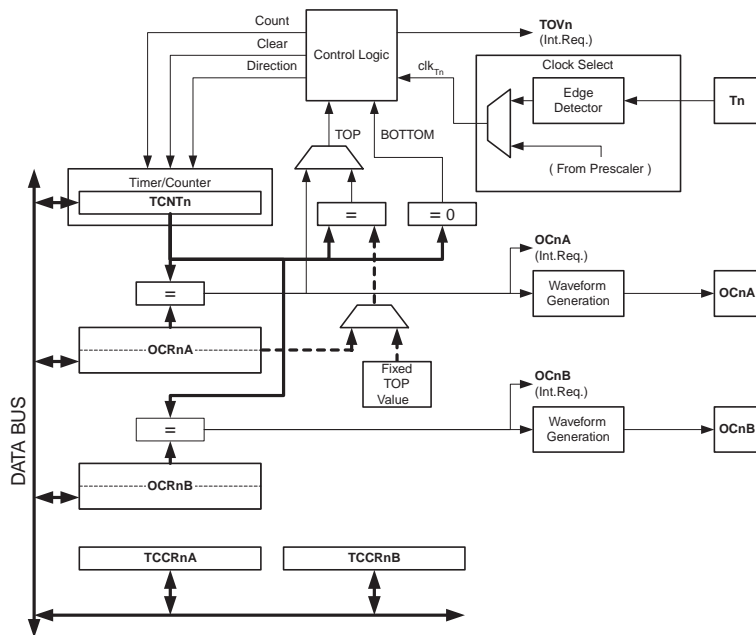 Count
Clear
Direction
Control Logic
TOVn
(Int.Req.)
clkTn
Clock Select
Edge
Detector
Tn
( From Prescaler )
TOP
BOTTOM
Timer/Counter
TCNTn
=
= 0
OCnA
(Int.Req.)
=
Waveform
Generation
OCnA
OCRnA
Fixed
TOP
Value
OCnB
(Int.Req.)
=
Waveform
Generation
OCnB
OCRnB
DATA BUS
TCCRnA
TCCRnB